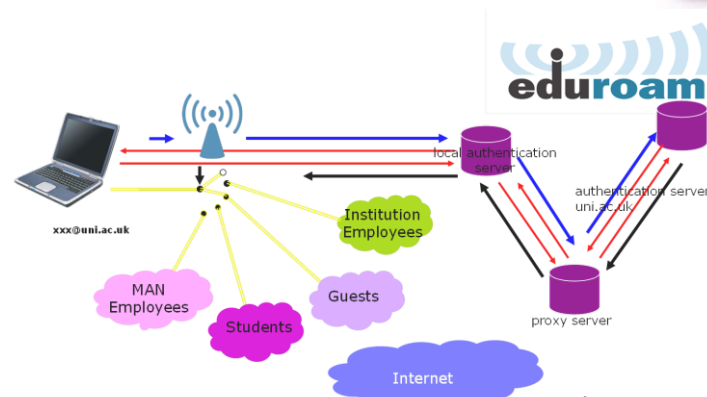 eduroam
local authentication
server
authentication server
uni.ac.uk
xxx@uni.ac.uk
Institution
Employees
MAN
Employees
Guests
Students
proxy server
Internet